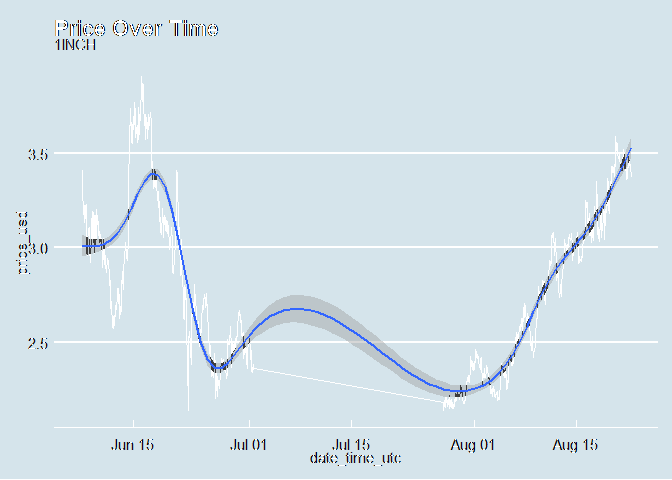 Price Over Time
1INCH
3.5
3.0
2.5
price_usd
Jun 15
Jul 01
Jul 15
Aug 01
Aug 15
date_time_utc